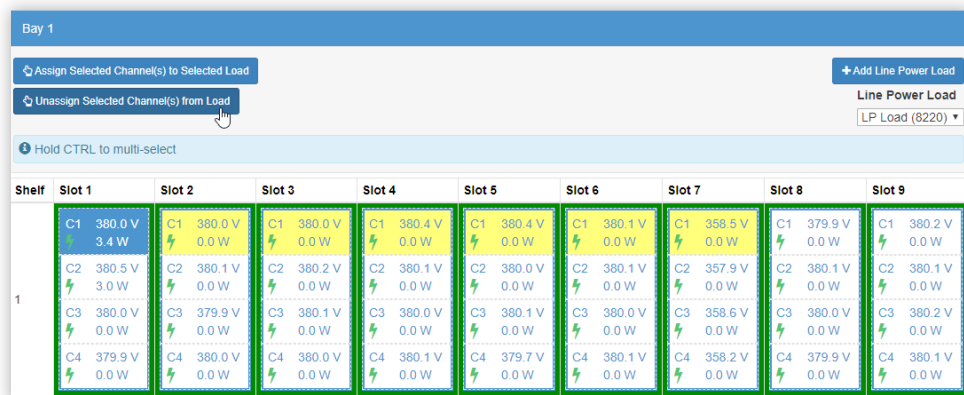 Bay 1
Assign Selected Channel(s) to Selected Load
Add Line Power Load
Unassign Selected Channel(s) from Load
Line Power Load
LP Load (8220)
Hold CTRL to multi-select
Shelf Slot 1 Slot 2 Slot 3 Slot 4 Slot 5 Slot 6 Slot 7 Slot 8 Slot 9
C1 380.0 V C1 380.0 V C1 380.0 V C1 380.4 V C1 380.4 V C1 380.1 V C1 358.5 V C1 379.9 V C1 380.2 V
3.4 W 0.0 W 0.0 W 0.0 W 0.0 W 0.0 W 0.0 W 0.0 W 0.0 W
C2 380.5 V C2 380.1 V C2 380.2 V C2 380.1 V C2 380.0 V C2 380.1 V C2 357.9 V C2 380.1 V C2 380.1 V
3.0 W 0.0 W 0.0 W 0.0 W 0.0 W 0.0 W 0.0 W 0.0 W 0.0 W
1
C3 380.0 V C3 379.9 V C3 380.1 V C3 380.0 V C3 380.1 V C3 380.0 V C3 358.6 V C3 380.0 V C3 380.2 V
0.0 W 0.0 W 0.0 W 0.0 W 0.0 W 0.0 W 0.0 W 0.0 W 0.0 W
C4 379.9 V C4 380.0 V C4 380.0 V C4 380.1 V C4 379.7 V C4 380.1 V C4 358.2 V C4 379.9 V C4 380.1 V
0.0 W 0.0 W 0.0 W 0.0 W 0.0 W 0.0 W 0.0 W 0.0 W 0.0 W